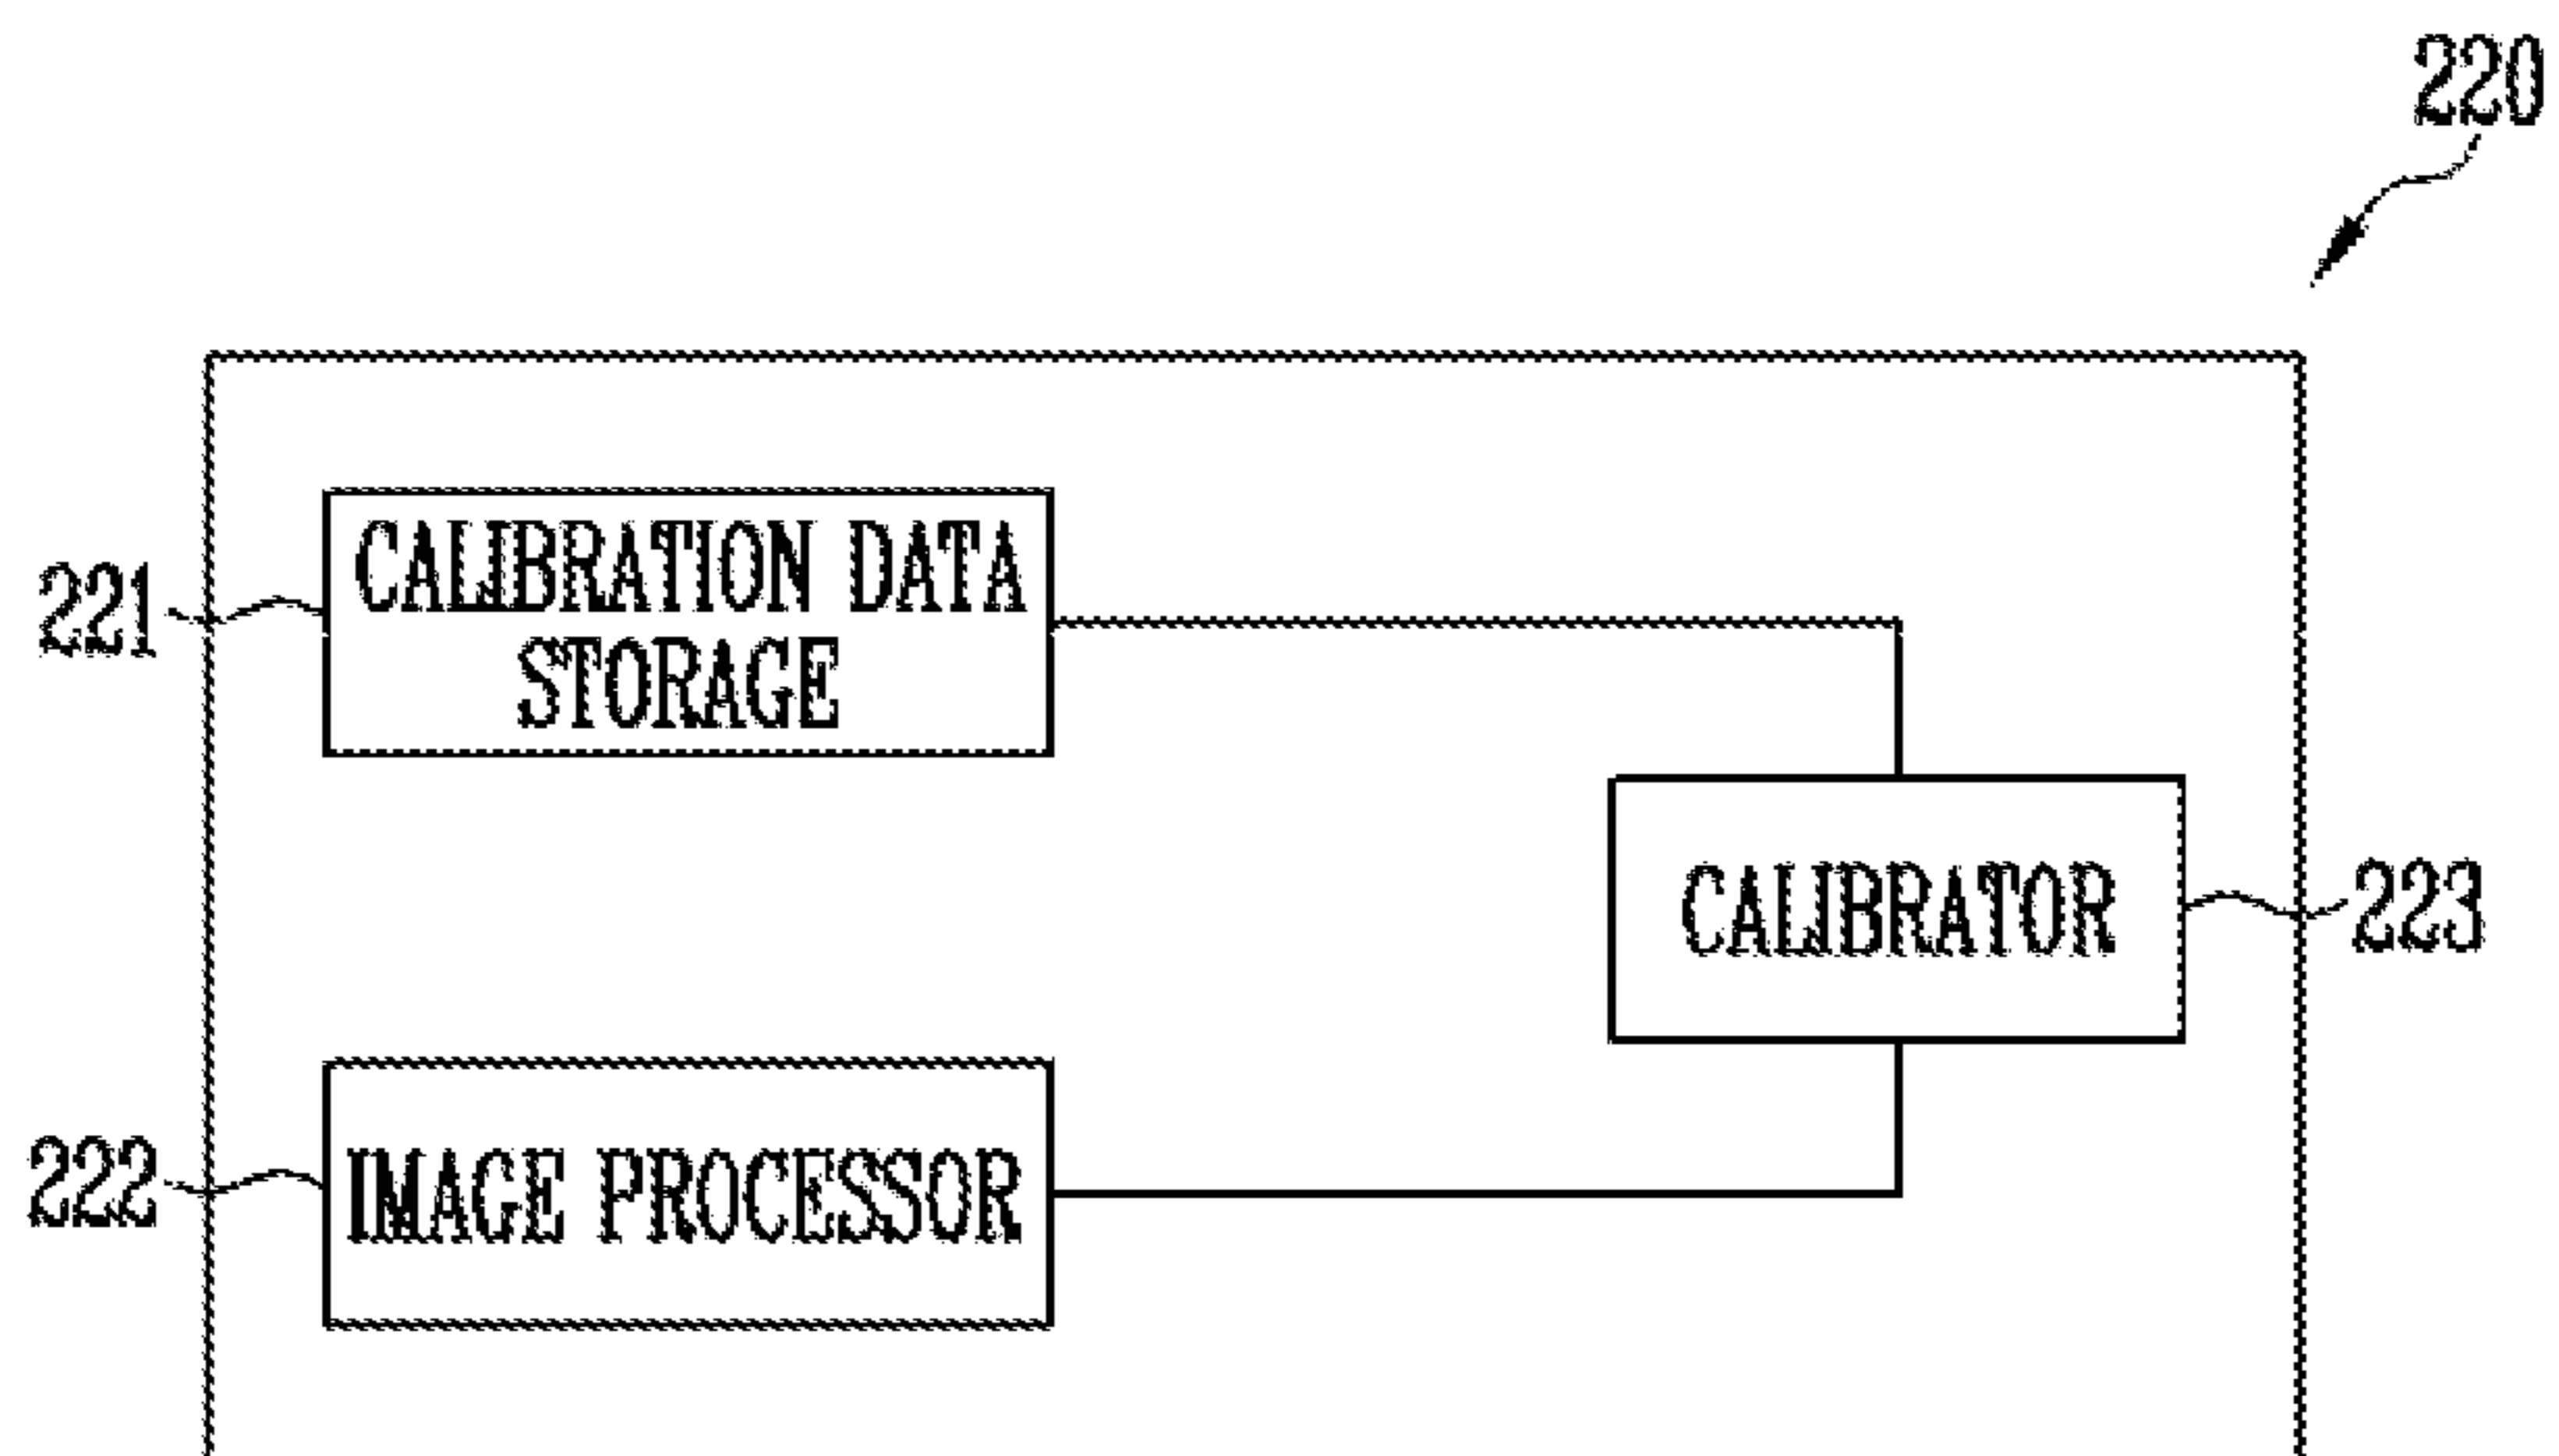 220
221
CALIBRATION DATA
STORAGE
CALIBRATOR
223
222
IMAGE PROCESSOR